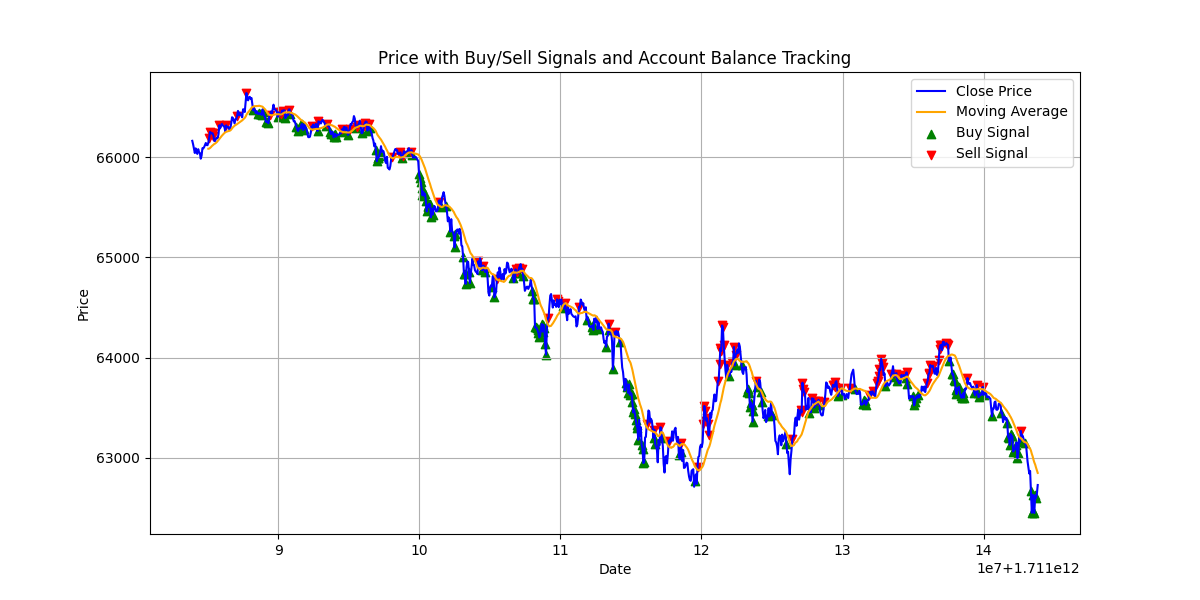 Price with Buy/Sell Signals and Account Balance Tracking
Close Price
Moving Average
Buy Signal
Sell Signal
66000
65000
64000
63000
Price
9
10
11
12
13
14
Date
1e7+1.711e12